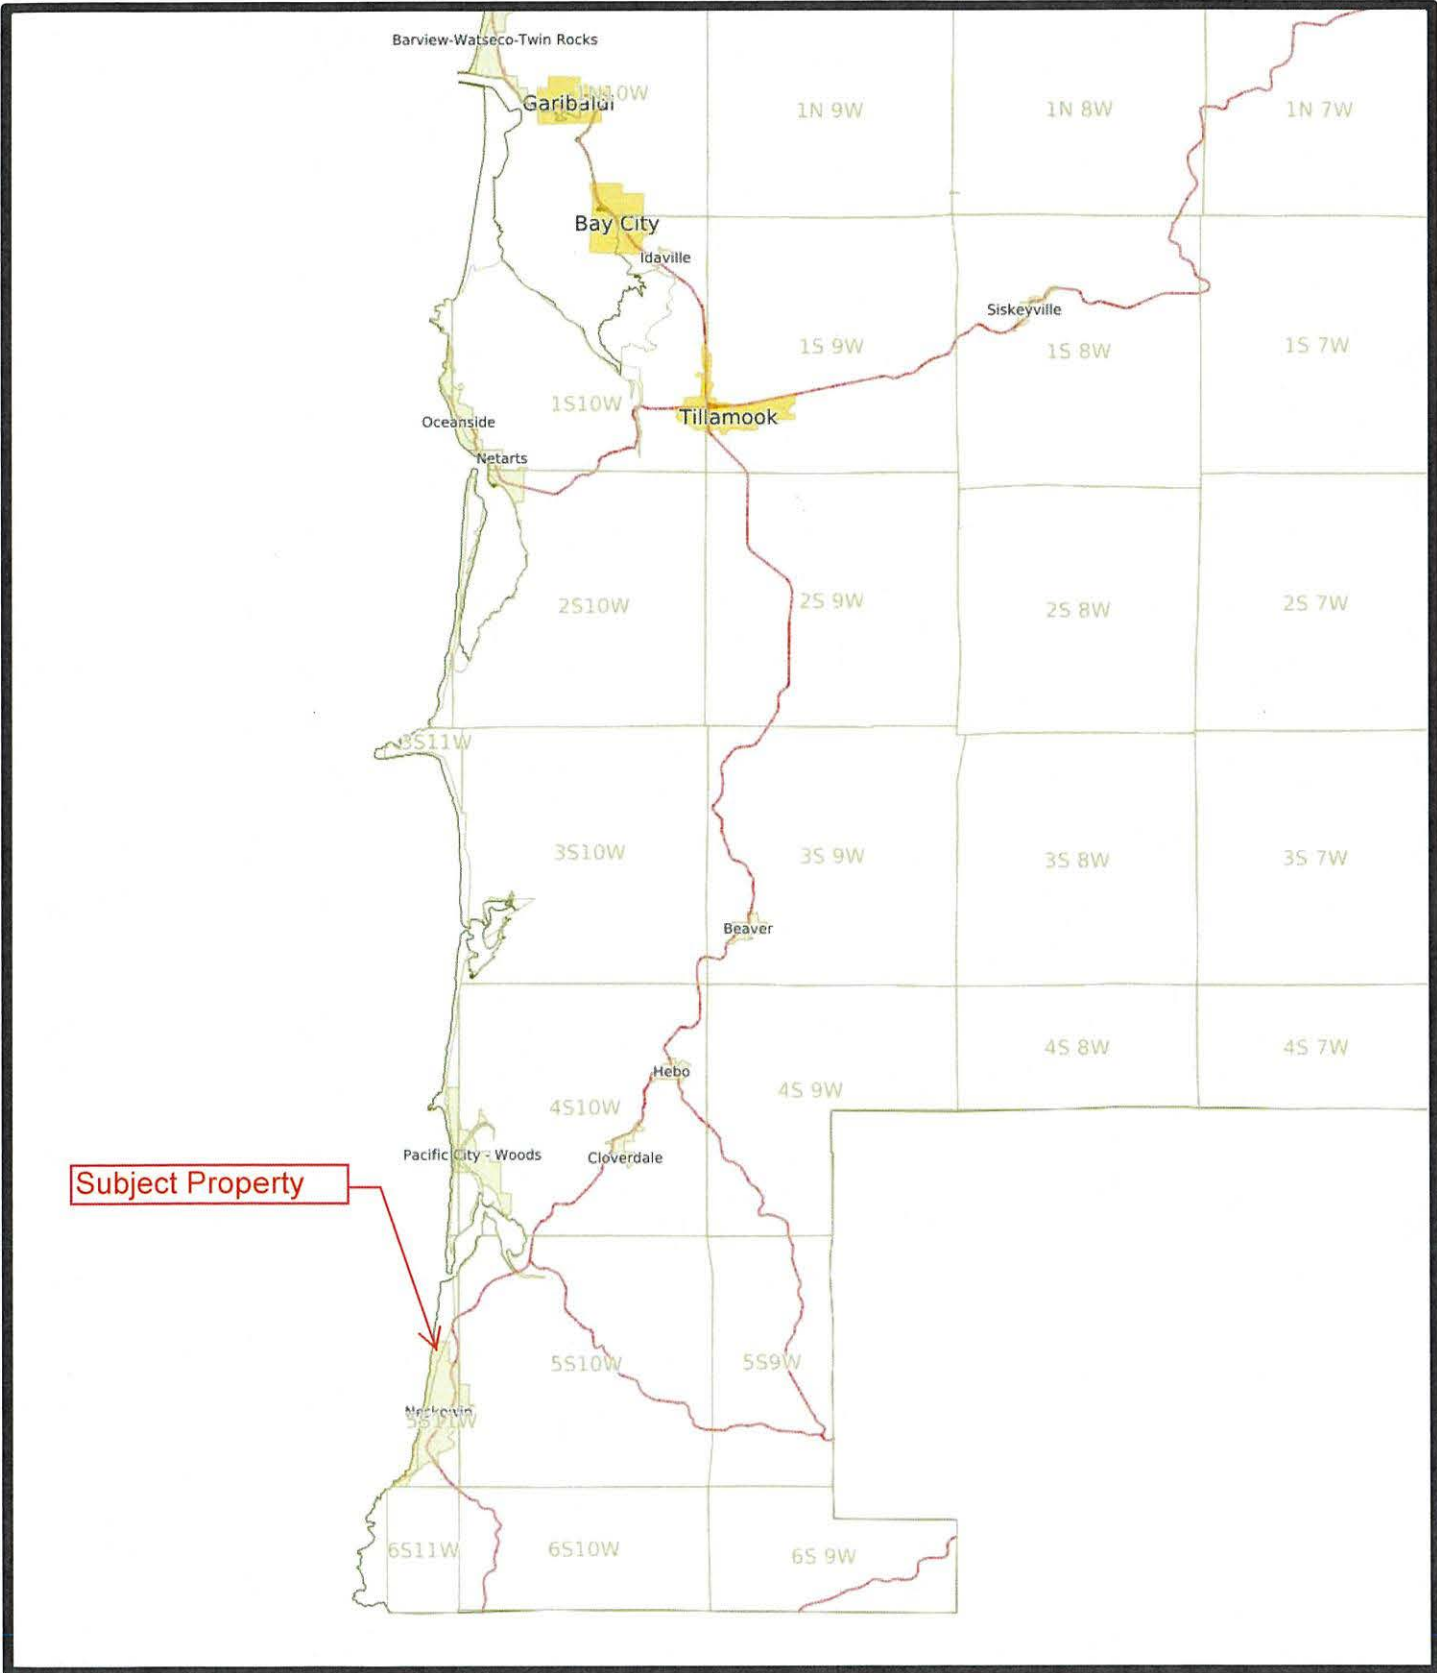 Barview-Watseco-Twin Rocks
1N10W
Garibaldi
1N 9W
1N 8W
1N 7W
Bay City
Idaville
Siskeyville
1S 9W
1S 8W
1S 7W
1S10W
Tillamook
Oceanside
Netarts
2S10W
2S 9W
2S 8W
2S 7W
3S11W
3S10W
3S 9W
3S 8W
3S 7W
Beaver
4S 8W
4S 7W
Hebo
4S 9W
4S10W
Pacific City - Woods
Cloverdale
Subject Property
5S10W
5S9W
Neskowin
5S11W
6S11W
6S10W
6S 9W